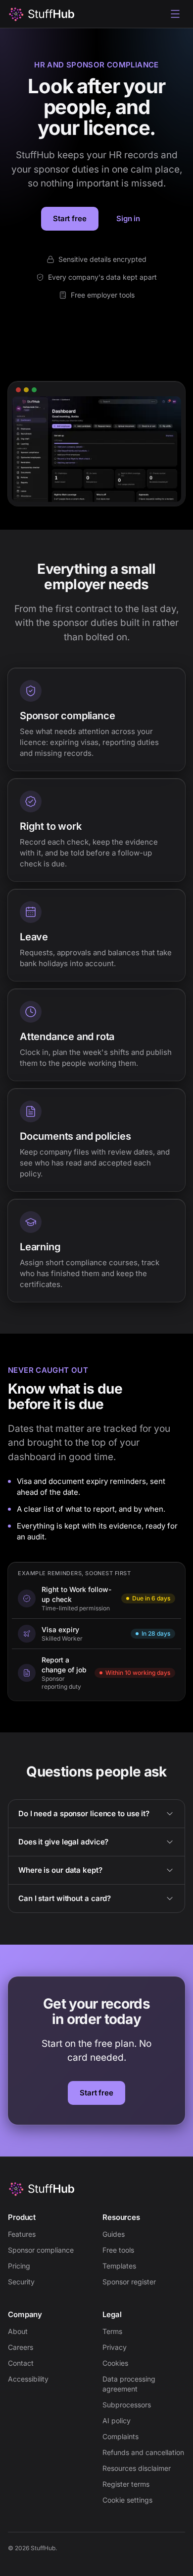 StuffHub
HR AND SPONSOR COMPLIANCE
Look after your
people, and
your licence.
StuffHub keeps your HR records and
your sponsor duties in one calm place,
so nothing important is missed.
Start free
Sign in
Sensitive details encrypted
Every company's data kept apart
Free employer tools
Dashboard
Everything a small
employer needs
From the first contract to the last day,
with the sponsor duties built in rather
than bolted on.
Sponsor compliance
See what needs attention across your
licence: expiring visas, reporting duties
and missing records.
Right to work
Record each check, keep the evidence
with it, and be told before a follow-up
check is due.
Leave
Requests, approvals and balances that take
bank holidays into account.
Attendance and rota
Clock in, plan the week's shifts and publish
them to the people working them.
Documents and policies
Keep company files with review dates, and
see who has read and accepted each
policy.
Learning
Assign short compliance courses, track
who has finished them and keep the
certificates.
NEVER CAUGHT OUT
Know what is due
before it is due
Dates that matter are tracked for you
and brought to the top of your
dashboard in good time.
Visa and document expiry reminders, sent
ahead of the date.
A clear list of what to report, and by when.
Everything is kept with its evidence, ready for
an audit.
EXAMPLE REMINDERS, SOONEST FIRST
Right to Work follow-
up check
Time-limited permission
Due in 6 days
Visa expiry
Skilled Worker
In 28 days
Report a
change of job
Sponsor
reporting duty
Within 10 working days
Questions people ask
Do I need a sponsor licence to use it?
Does it give legal advice?
Where is our data kept?
Can I start without a card?
Get your records
in order today
Start on the free plan. No
card needed.
Start free
StuffHub
Product
Features
Sponsor compliance
Pricing
Security
Resources
Guides
Free tools
Templates
Sponsor register
Company
About
Careers
Contact
Accessibility
Legal
Terms
Privacy
Cookies
Data processing
agreement
Subprocessors
AI policy
Complaints
Refunds and cancellation
Resources disclaimer
Register terms
Cookie settings
© 2026 StuffHub.